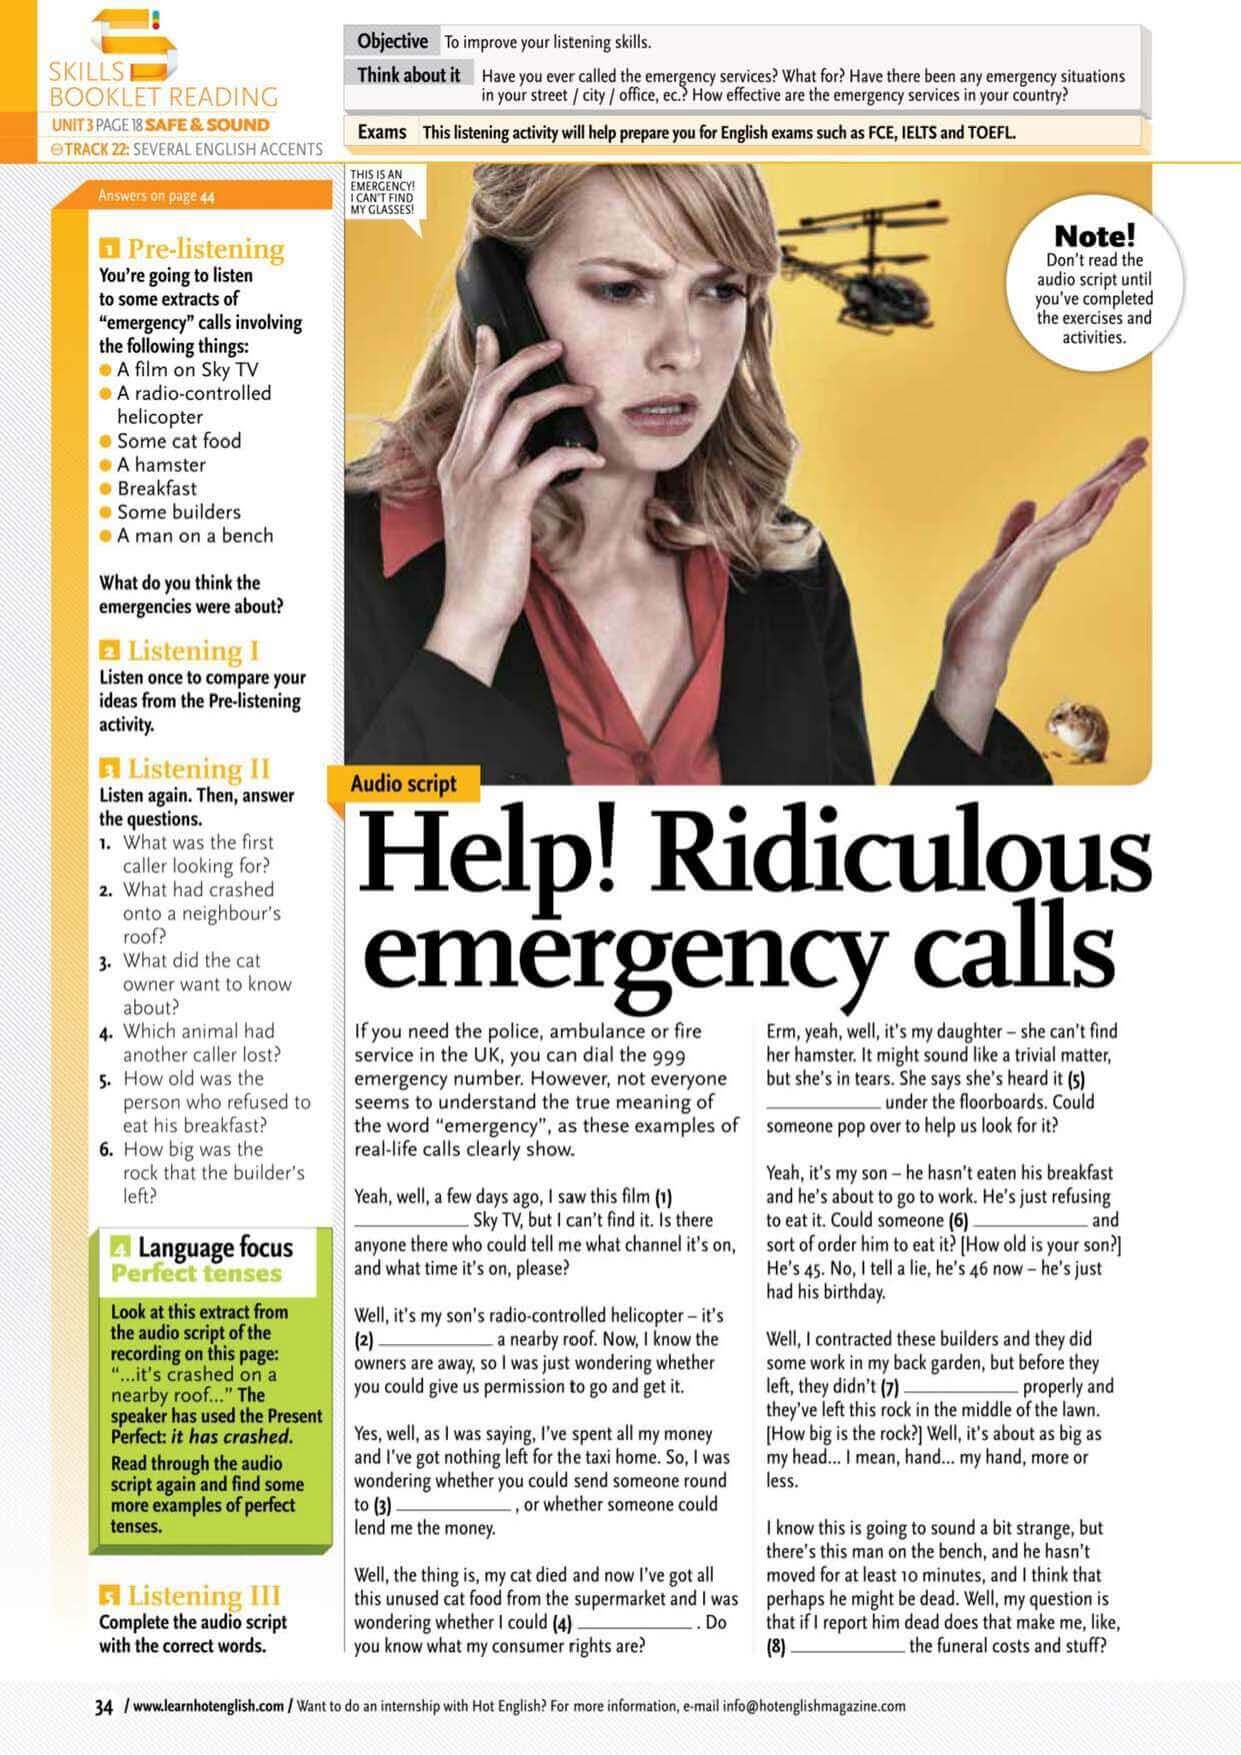 SKILLS
BOOKLET READING
UNIT 3 PAGE 18 SAFE & SOUND
TRACK 22: SEVERAL ENGLISH ACCENTS
Objective To improve your listening skills.
Think about it Have you ever called the emergency services? What for? Have there been any emergency situations
in your street / city / office, ec.? How effective are the emergency services in your country?
Exams This listening activity will help prepare you for English exams such as FCE, IELTS and TOEFL.
Answers on page 44
1 Pre-listening
You're going to listen
to some extracts of
“emergency” calls involving
the following things:
● A film on Sky TV
● A radio-controlled
helicopter
● Some cat food
● A hamster
● Breakfast
● Some builders
● A man on a bench
What do you think the
emergencies were about?
2 Listening I
Listen once to compare your
ideas from the Pre-listening
activity.
3 Listening II
Listen again. Then, answer
the questions.
1. What was the first
caller looking for?
2. What had crashed
onto a neighbour's
roof?
3. What did the cat
owner want to know
about?
4. Which animal had
another caller lost?
5. How old was the
person who refused to
eat his breakfast?
6. How big was the
rock that the builder's
left?
4 Language focus
Perfect tenses
Look at this extract from
the audio script of the
recording on this page:
“...it's crashed on a
nearby roof...” The
speaker has used the Present
Perfect: it has crashed.
Read through the audio
script again and find some
more examples of perfect
tenses.
5 Listening III
Complete the audio script
with the correct words.
THIS IS AN
EMERGENCY!
I CAN'T FIND
MY GLASSES!
Note!
Don't read the
audio script until
you've completed
the exercises and
activities.
Audio script
Help! Ridiculous
emergency calls
If you need the police, ambulance or fire
service in the UK, you can dial the 999
emergency number. However, not everyone
seems to understand the true meaning of
the word “emergency”, as these examples of
real-life calls clearly show.
Yeah, well, a few days ago, I saw this film (1)
____________ Sky TV, but I can't find it. Is there
anyone there who could tell me what channel it's on,
and what time it's on, please?
Well, it's my son's radio-controlled helicopter – it's
(2) ____________ a nearby roof. Now, I know the
owners are away, so I was just wondering whether
you could give us permission to go and get it.
Yes, well, as I was saying, I've spent all my money
and I've got nothing left for the taxi home. So, I was
wondering whether you could send someone round
to (3) ____________ , or whether someone could
lend me the money.
Well, the thing is, my cat died and now I've got all
this unused cat food from the supermarket and I was
wondering whether I could (4) ____________ . Do
you know what my consumer rights are?
Erm, yeah, well, it's my daughter – she can't find
her hamster. It might sound like a trivial matter,
but she's in tears. She says she's heard it (5)
____________ under the floorboards. Could
someone pop over to help us look for it?
Yeah, it's my son – he hasn't eaten his breakfast
and he's about to go to work. He's just refusing
to eat it. Could someone (6) ____________ and
sort of order him to eat it? [How old is your son?]
He's 45. No, I tell a lie, he's 46 now – he's just
had his birthday.
Well, I contracted these builders and they did
some work in my back garden, but before they
left, they didn't (7) ____________ properly and
they've left this rock in the middle of the lawn.
[How big is the rock?] Well, it's about as big as
my head... I mean, hand... my hand, more or
less.
I know this is going to sound a bit strange, but
there's this man on the bench, and he hasn't
moved for at least 10 minutes, and I think that
perhaps he might be dead. Well, my question is
that if I report him dead does that make me, like,
(8) ____________ the funeral costs and stuff?
34 / www.learnhotenglish.com / Want to do an internship with Hot English? For more information, e-mail info@hotenglishmagazine.com